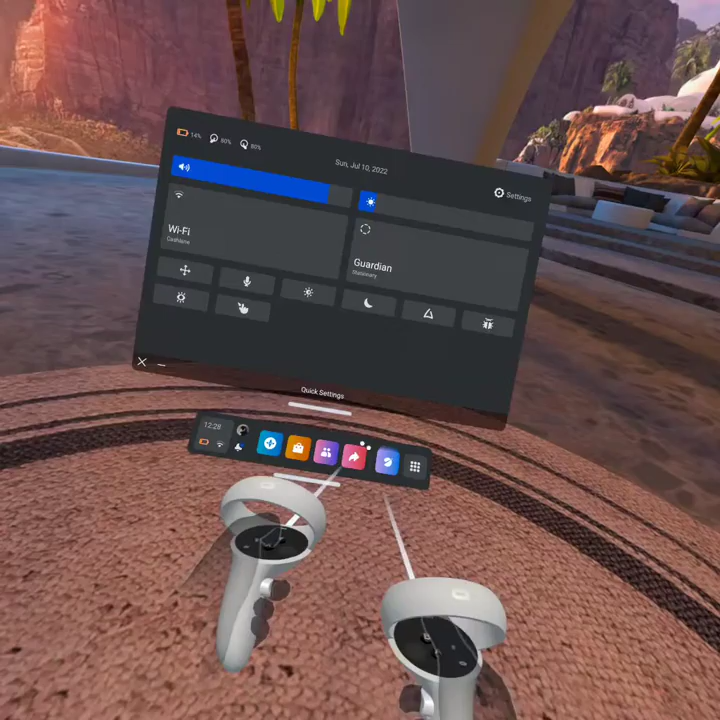 14% 80% 80%
Sun, Jul 10, 2022
Settings
Wi-Fi
Guardian
Stationary
Quick Settings
12:28